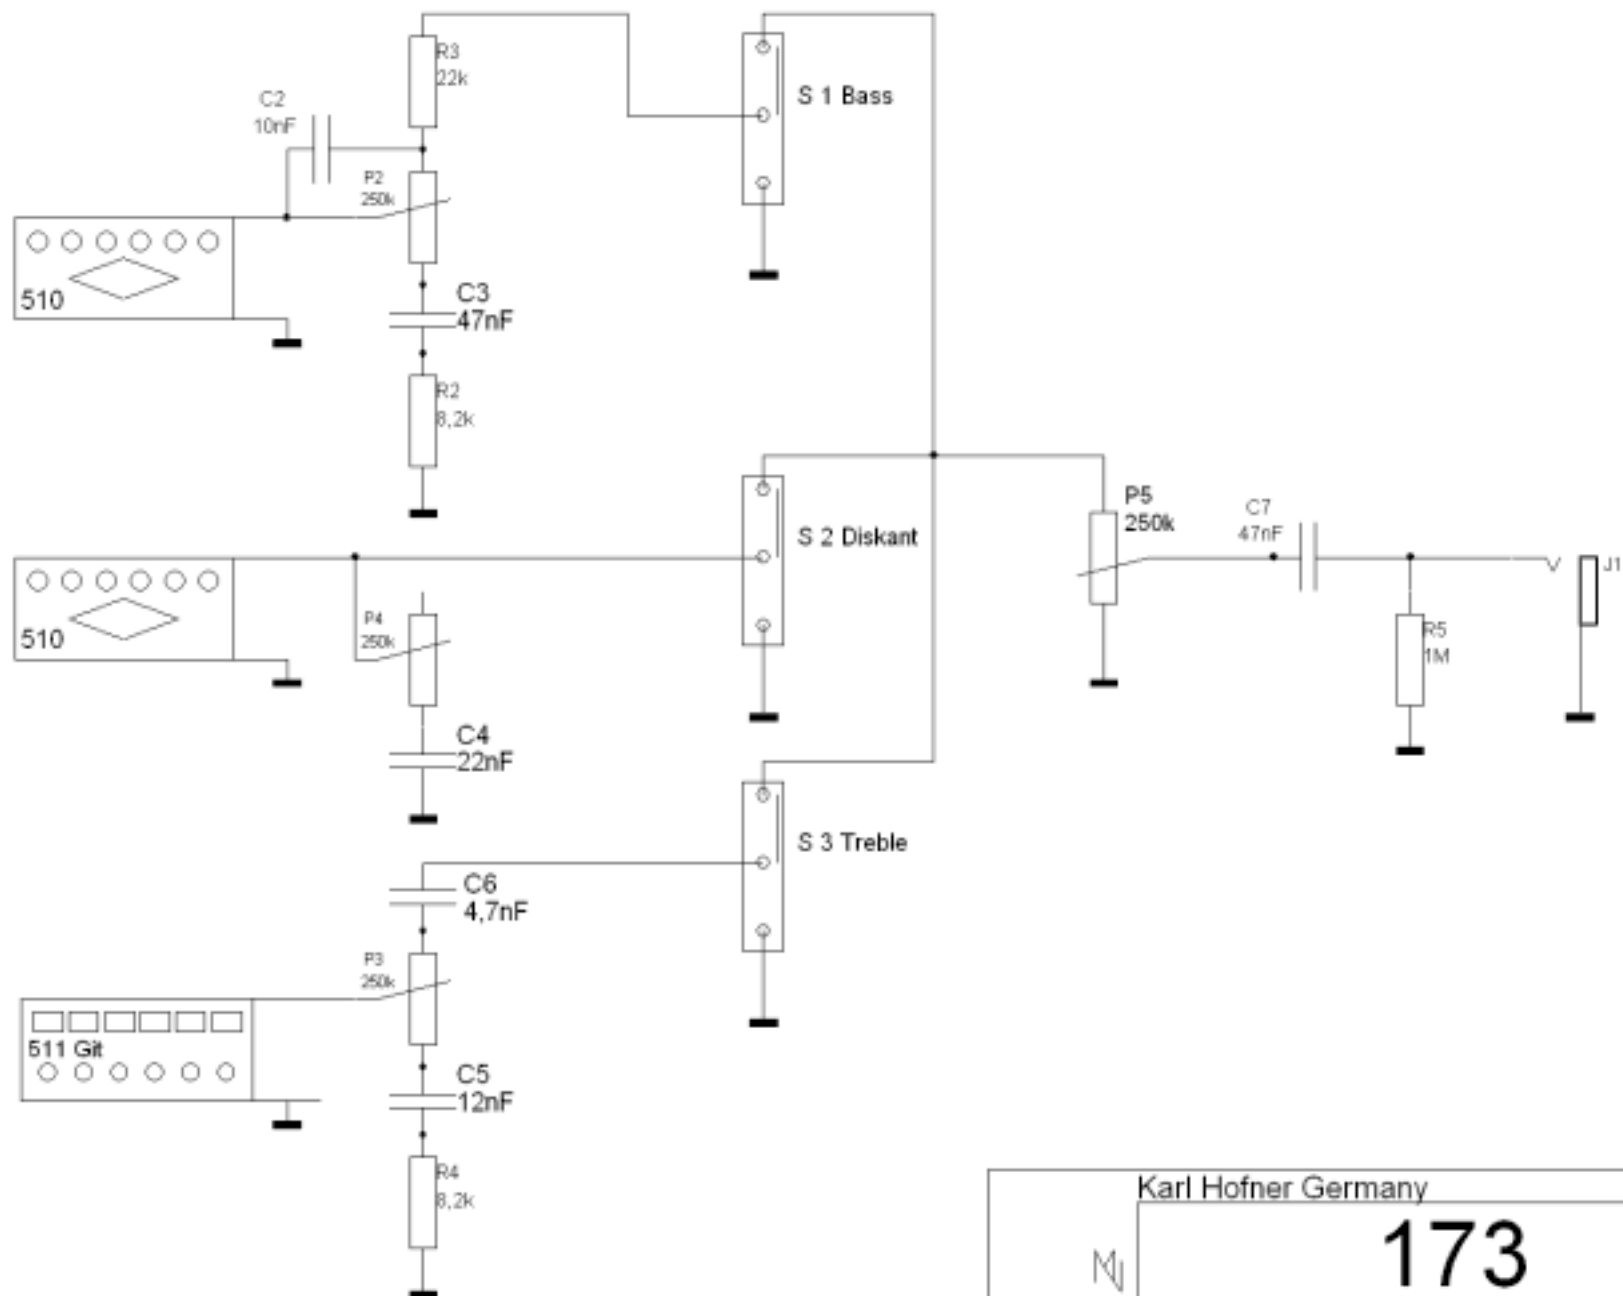 R3
22k
C2
10nF
S 1 Bass
P2
250k
510
C3
47nF
R2
8,2k
S 2 Diskant
P5
250k
C7
47nF
J1
510
P4
250k
R5
1M
C4
22nF
S 3 Treble
C6
4,7nF
P3
250k
511 Git
C5
12nF
R4
8,2k
Karl Hofner Germany
173